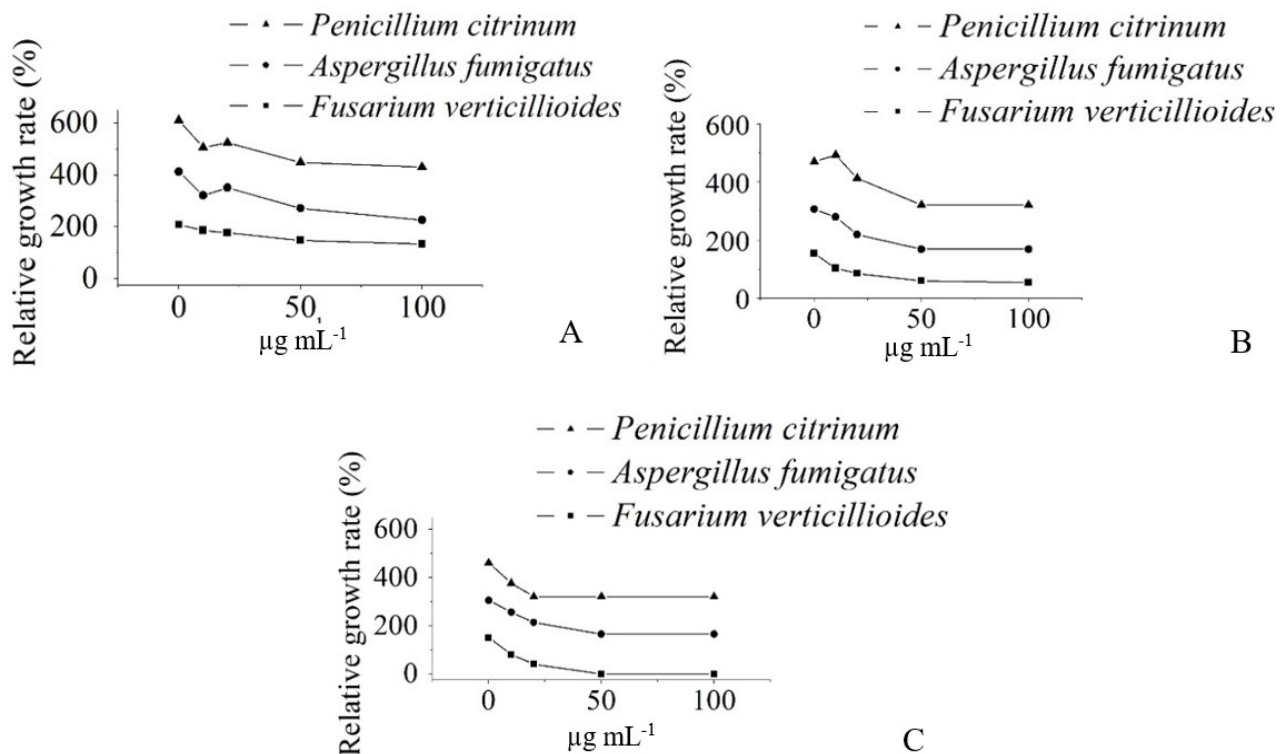 Penicillium citrinum
Aspergillus fumigatus
Fusarium verticillioides
Relative growth rate (%)
600
400
200
0
0 50 100
µg mL-1
A
Penicillium citrinum
Aspergillus fumigatus
Fusarium verticillioides
Relative growth rate (%)
600
400
200
0
0 50 100
µg mL-1
B
Penicillium citrinum
Aspergillus fumigatus
Fusarium verticillioides
Relative growth rate (%)
600
400
200
0
0 50 100
µg mL-1
C